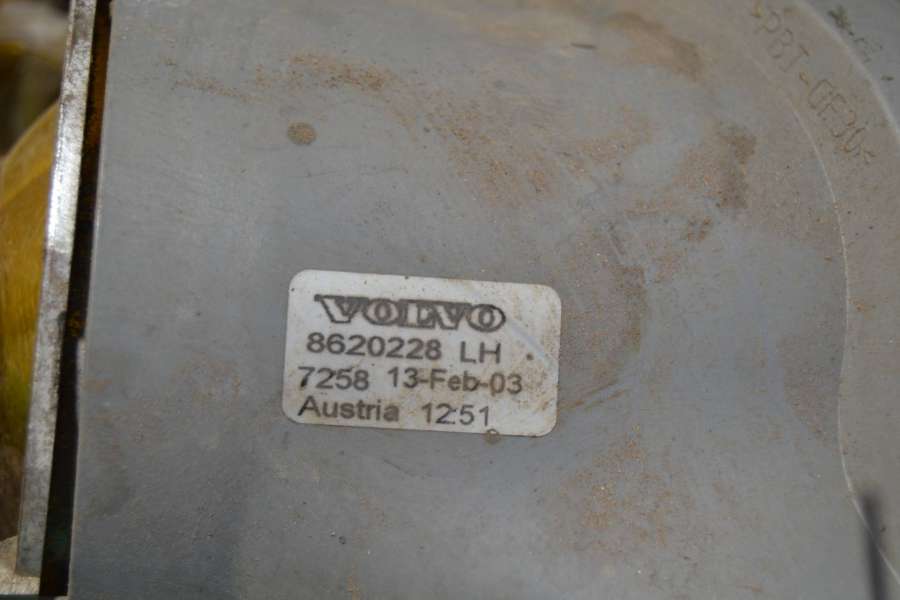 >PBT-GF30<
VOLVO
8620228 LH
7258 13-Feb-03
Austria 12:51